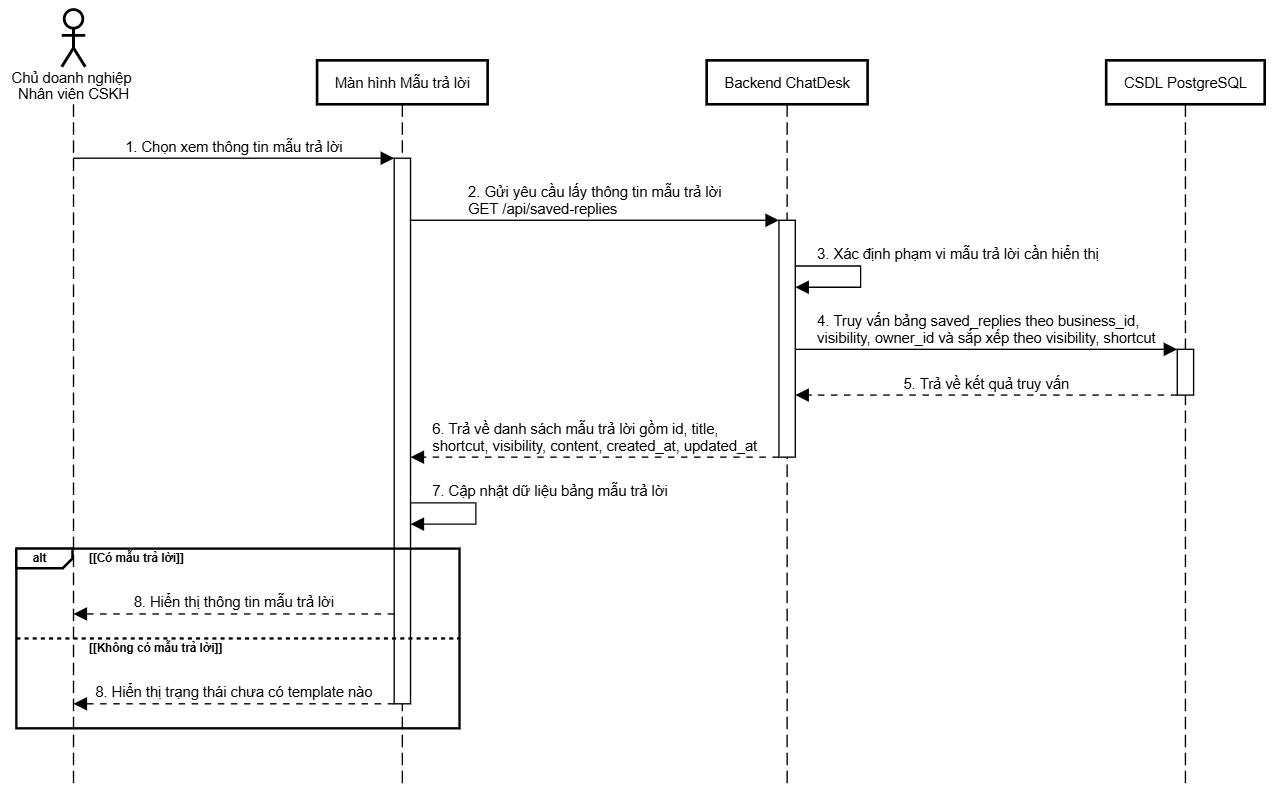 Chủ doanh nghiệp
Nhân viên CSKH
Màn hình Mẫu trả lời
Backend ChatDesk
CSDL PostgreSQL
1. Chọn xem thông tin mẫu trả lời
2. Gửi yêu cầu lấy thông tin mẫu trả lời
GET /api/saved-replies
3. Xác định phạm vi mẫu trả lời cần hiển thị
4. Truy vấn bảng saved_replies theo business_id,
visibility, owner_id và sắp xếp theo visibility, shortcut
5. Trả về kết quả truy vấn
6. Trả về danh sách mẫu trả lời gồm id, title,
shortcut, visibility, content, created_at, updated_at
7. Cập nhật dữ liệu bảng mẫu trả lời
alt [[Có mẫu trả lời]]
8. Hiển thị thông tin mẫu trả lời
[[Không có mẫu trả lời]]
8. Hiển thị trạng thái chưa có template nào